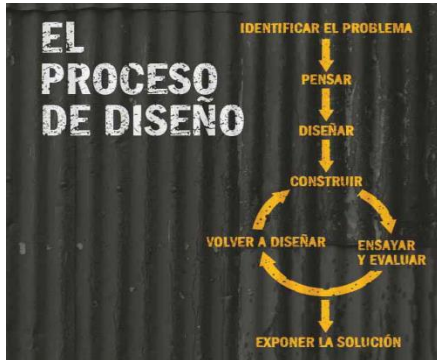 EL
PROCESO
DE DISEÑO
IDENTIFICAR EL PROBLEMA
PENSAR
DISEÑAR
CONSTRUIR
ENSAYAR
Y EVALUAR
VOLVER A DISEÑAR
EXPONER LA SOLUCIÓN